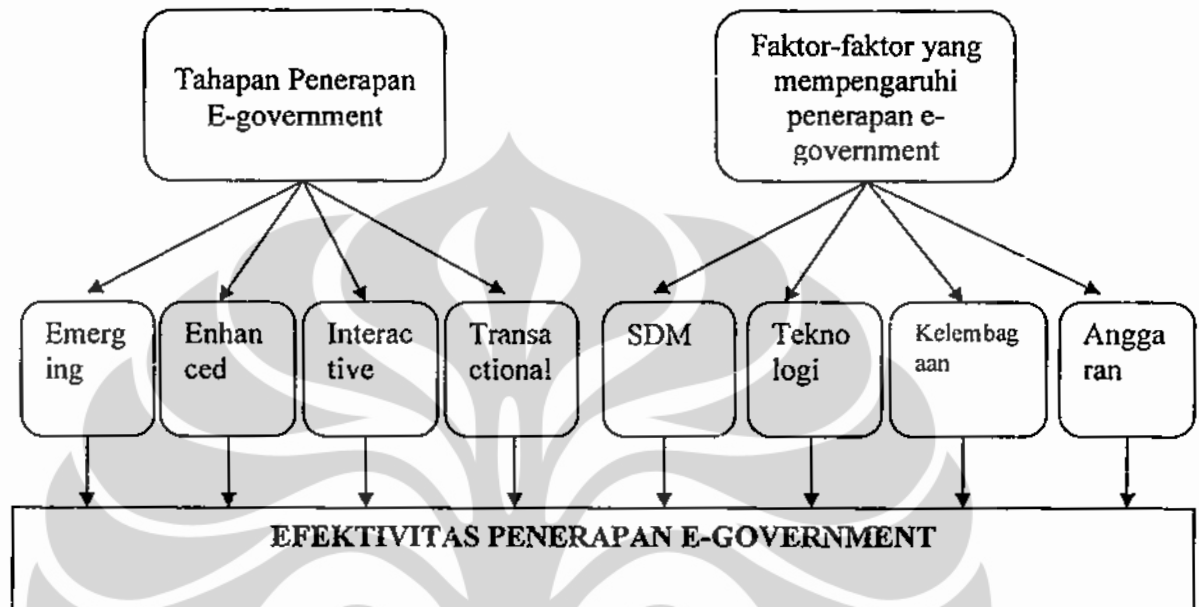 Tahapan Penerapan
E-government
Faktor-faktor yang
mempengaruhi
penerapan e-
government
Emerg
ing
Enhan
ced
Interac
tive
Transa
ctional
SDM
Tekno
logi
Kelembag
aan
Angga
ran
EFEKTIVITAS PENERAPAN E-GOVERNMENT